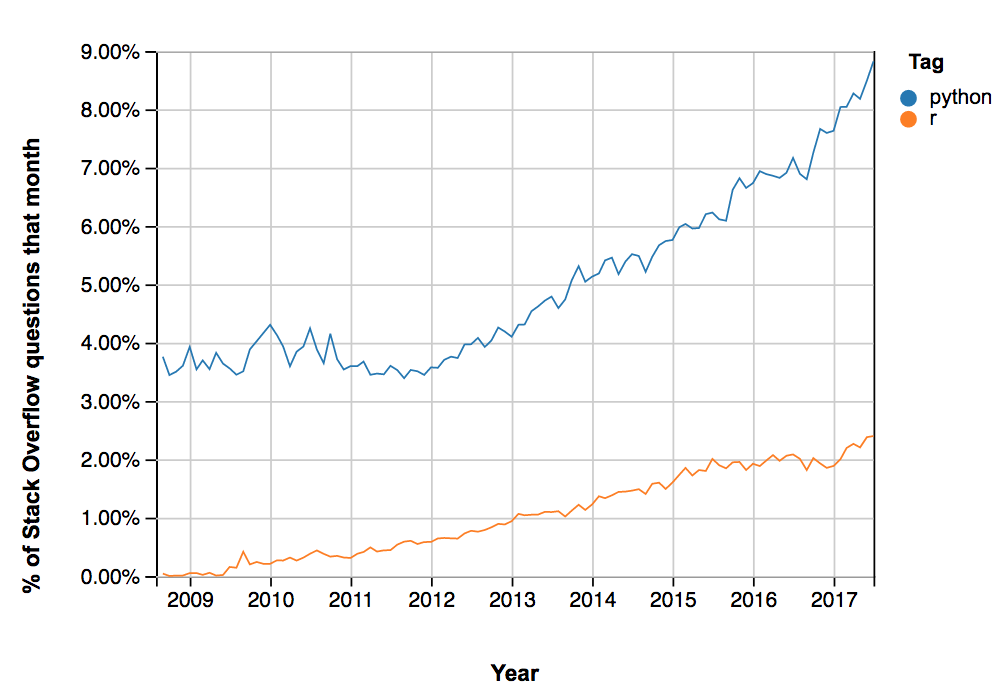 9.00%
8.00%
7.00%
6.00%
5.00%
4.00%
3.00%
2.00%
1.00%
0.00%
% of Stack Overflow questions that month
2009 2010 2011 2012 2013 2014 2015 2016 2017
Year
Tag
python
r